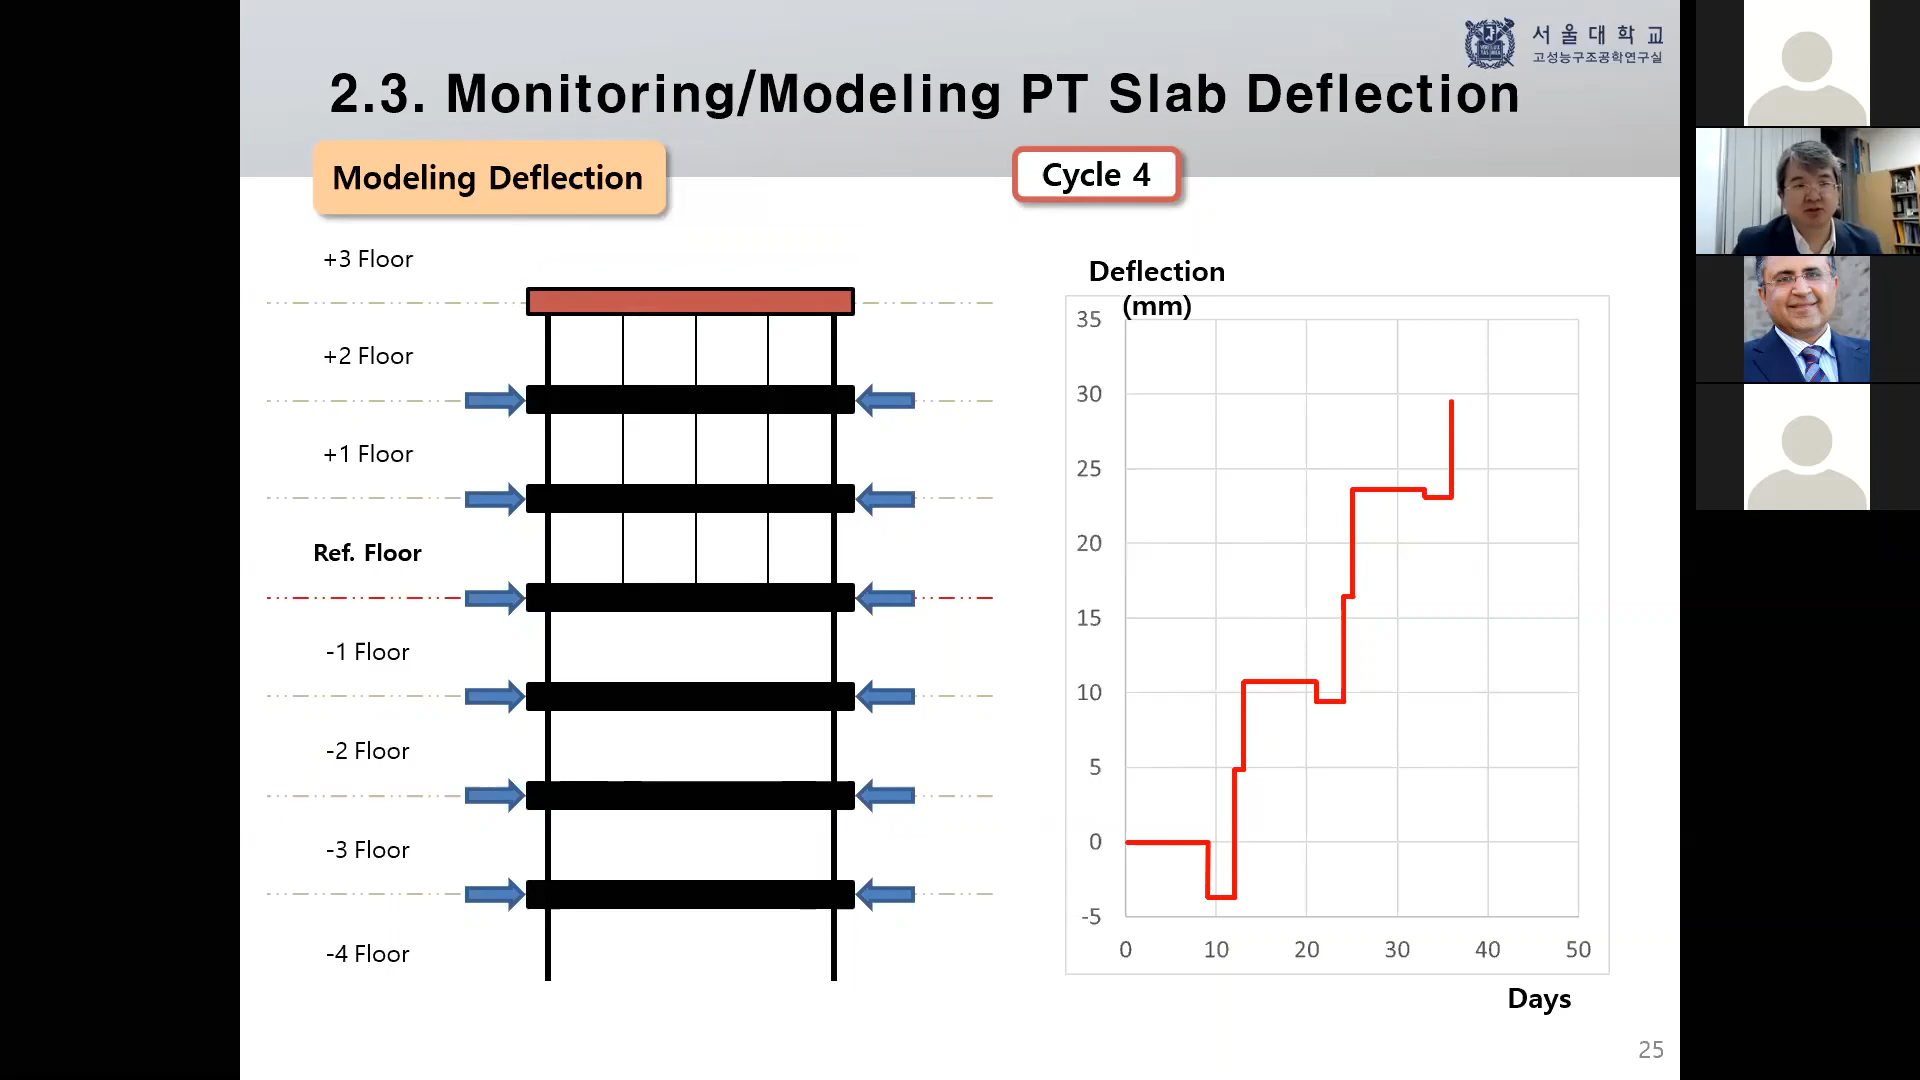 서울대학교
고성능구조공학연구실
2.3. Monitoring/Modeling PT Slab Deflection
Modeling Deflection
Cycle 4
+3 Floor
+2 Floor
+1 Floor
Ref. Floor
-1 Floor
-2 Floor
-3 Floor
-4 Floor
Deflection
(mm)
35
30
25
20
15
10
5
0
-5
0 10 20 30 40 50
Days
25